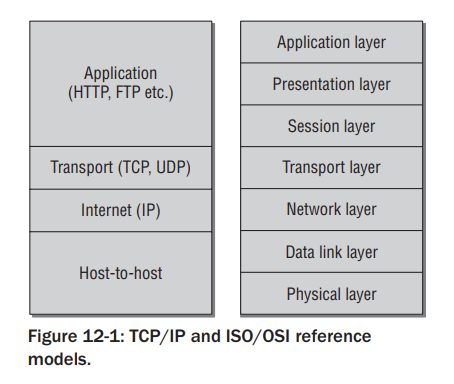 Application
(HTTP, FTP etc.)
Transport (TCP, UDP)
Internet (IP)
Host-to-host
Application layer
Presentation layer
Session layer
Transport layer
Network layer
Data link layer
Physical layer
Figure 12-1: TCP/IP and ISO/OSI reference
models.